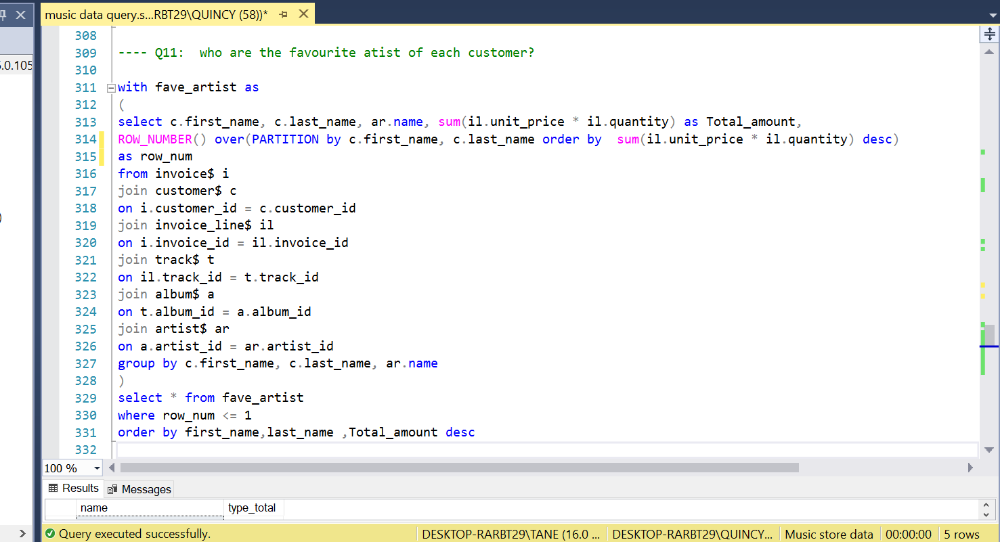 music data query.s...RBT29\QUINCY (58))*
5.0.105
308
309 ---- Q11:  who are the favourite atist of each customer?
310
311 with fave_artist as
312 (
313 select c.first_name, c.last_name, ar.name, sum(il.unit_price * il.quantity) as Total_amount,
314 ROW_NUMBER() over(PARTITION by c.first_name, c.last_name order by  sum(il.unit_price * il.quantity) desc)
315 as row_num
316 from invoice$ i
317 join customer$ c
318 on i.customer_id = c.customer_id
319 join invoice_line$ il
320 on i.invoice_id = il.invoice_id
321 join track$ t
322 on il.track_id = t.track_id
323 join album$ a
324 on t.album_id = a.album_id
325 join artist$ ar
326 on a.artist_id = ar.artist_id
327 group by c.first_name, c.last_name, ar.name
328 )
329 select * from fave_artist
330 where row_num <= 1
331 order by first_name,last_name ,Total_amount desc
332
100 %
Results Messages
name type_total
Query executed successfully. DESKTOP-RARBT29\TANE (16.0 ... DESKTOP-RARBT29\QUINCY... Music store data 00:00:00 5 rows